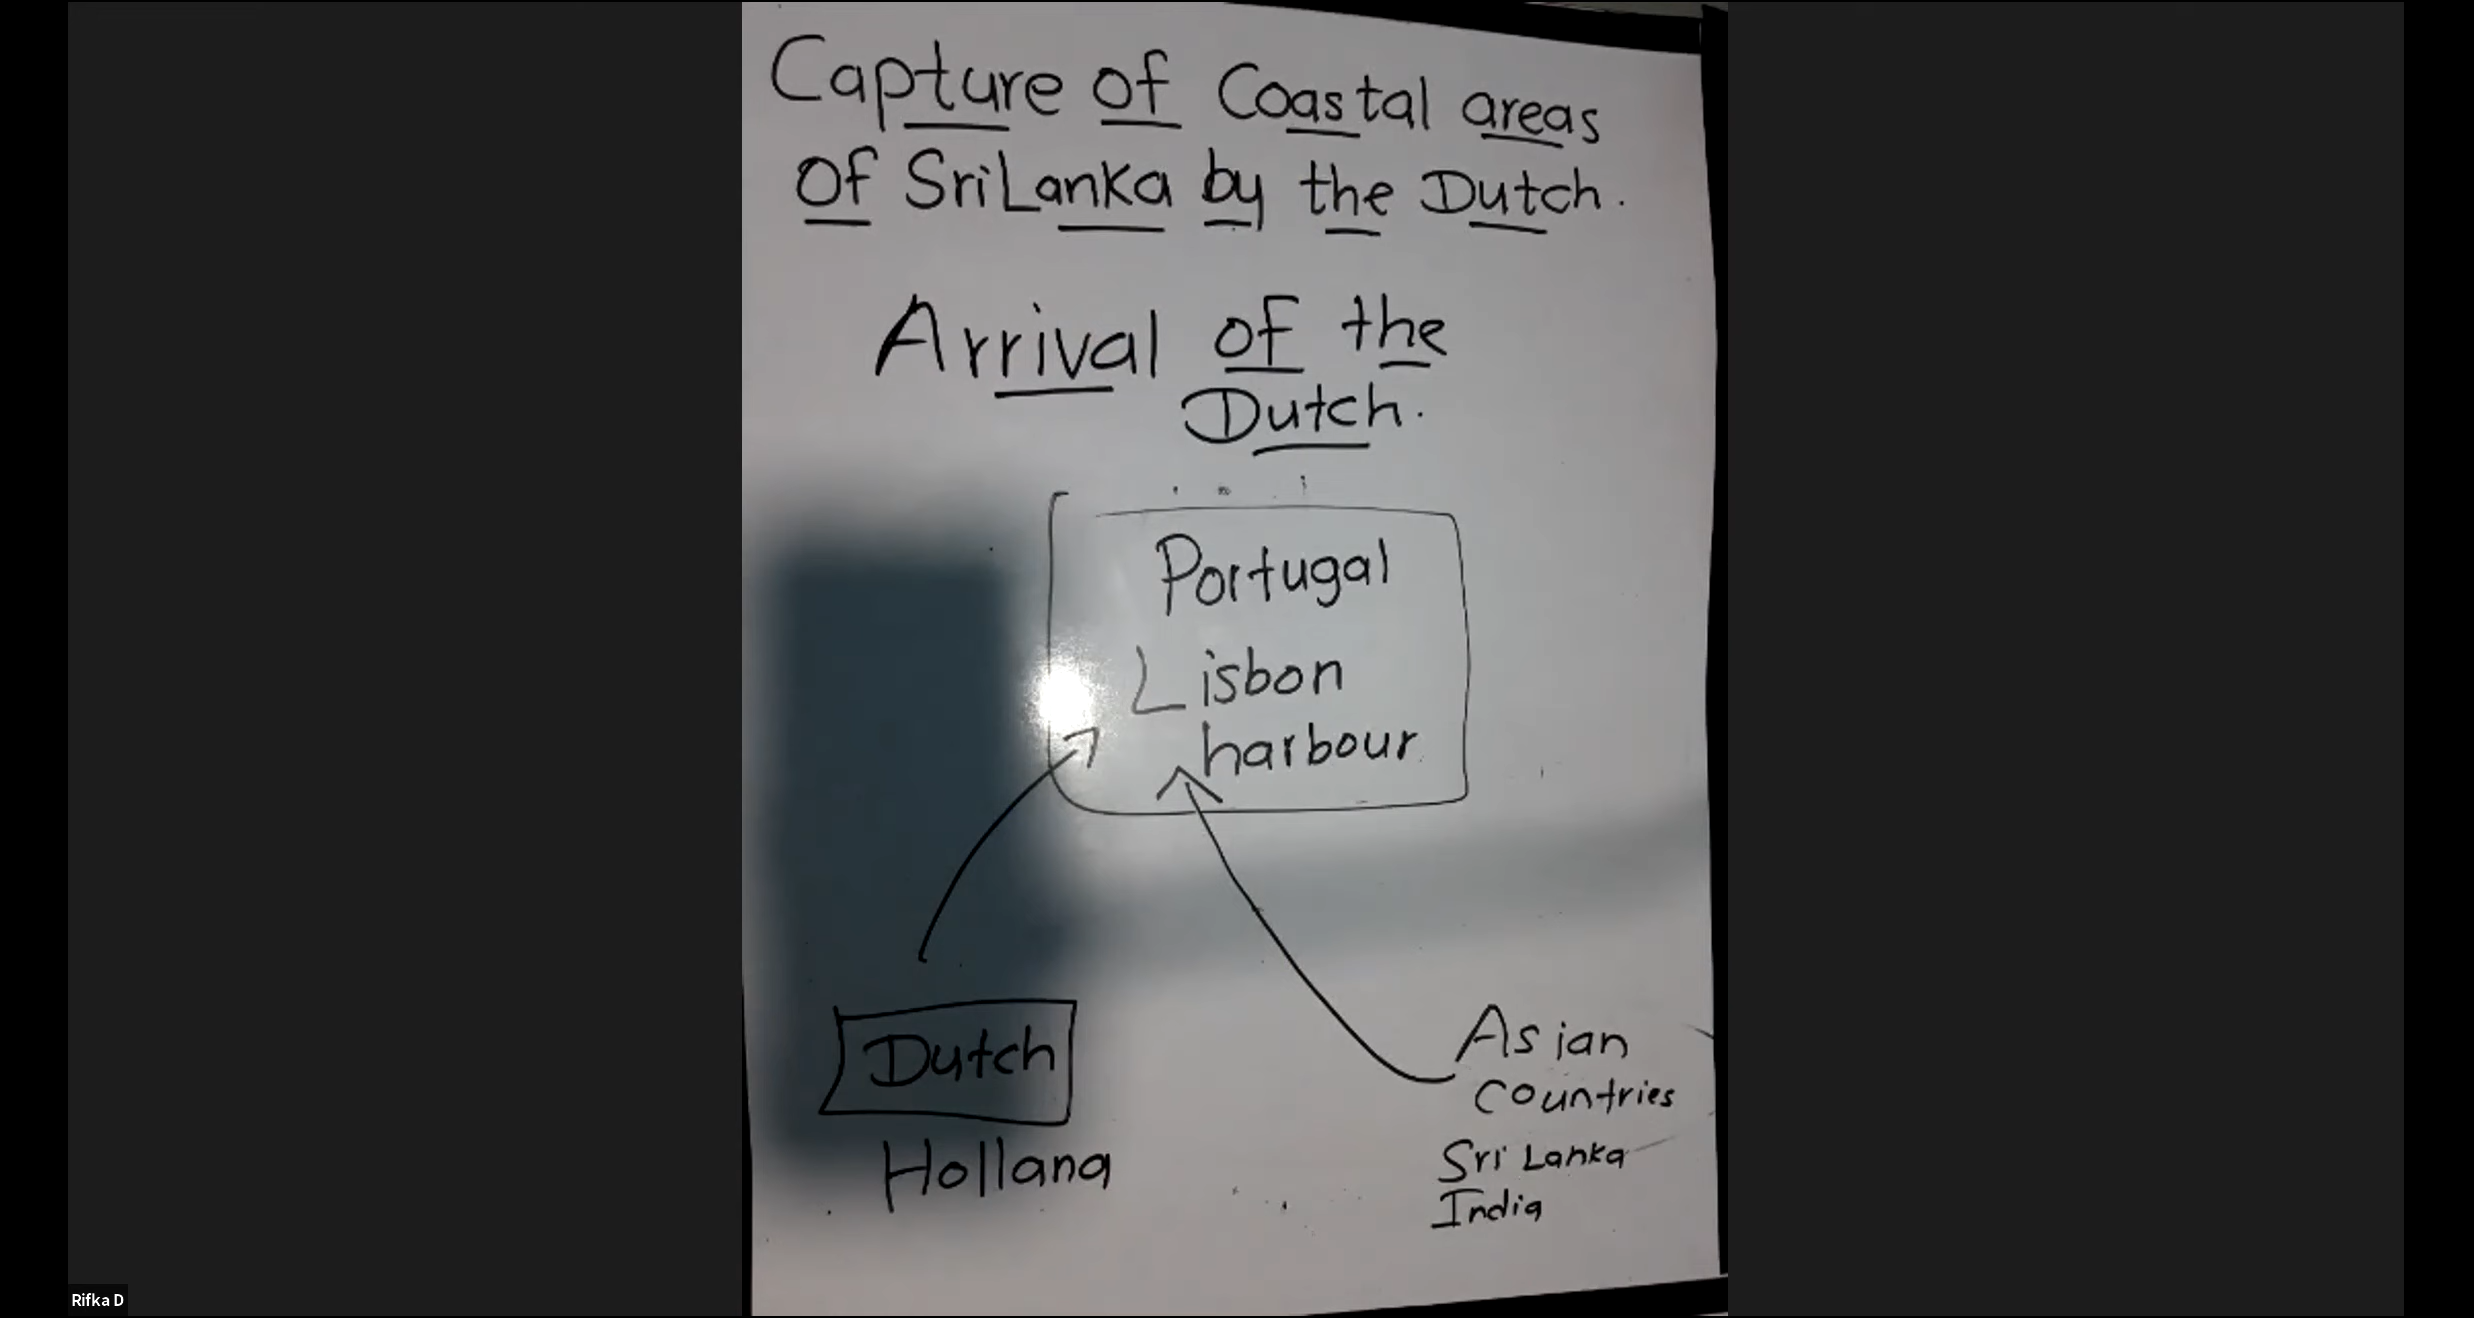 Capture of Coastal areas
of SriLanka by the Dutch.
Arrival of the
Dutch.
Portugal
Lisbon
harbour
Dutch
Holland
Asian
Countries
Sri Lanka
India
Rifka D